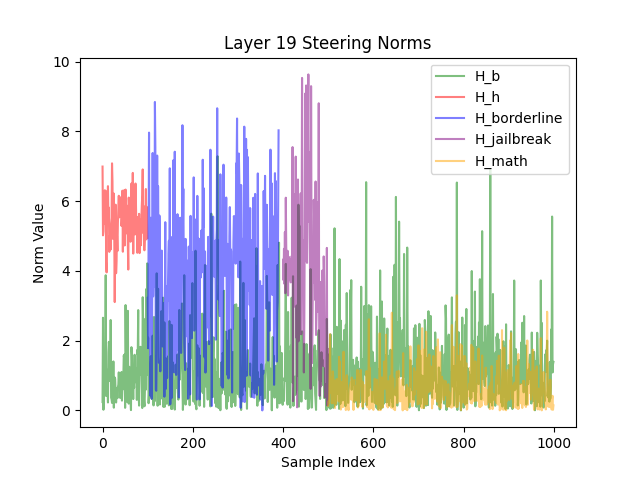 Layer 19 Steering Norms
10
8
6
4
2
0
Norm Value
H_b
H_h
H_borderline
H_jailbreak
H_math
0
200
400
600
800
1000
Sample Index